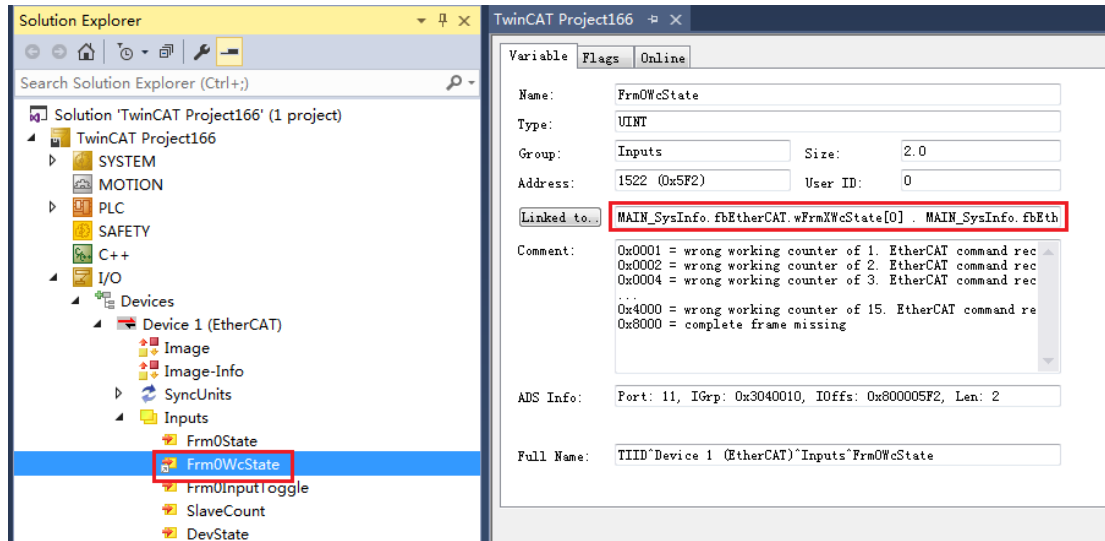 Solution Explorer
Search Solution Explorer (Ctrl+;)
Solution 'TwinCAT Project166' (1 project)
TwinCAT Project166
SYSTEM
MOTION
PLC
SAFETY
C++
I/O
Devices
Device 1 (EtherCAT)
Image
Image-Info
SyncUnits
Inputs
Frm0State
Frm0WcState
Frm0InputToggle
SlaveCount
DevState
TwinCAT Project166
Variable Flags Online
Name: Frm0WcState
Type: UINT
Group: Inputs Size: 2.0
Address: 1522 (0x5F2) User ID: 0
Linked to.. MAIN_SysInfo.fbEtherCAT.wFrmXWcState[0] . MAIN_SysInfo.fbEth
Comment: 0x0001 = wrong working counter of 1. EtherCAT command rec
0x0002 = wrong working counter of 2. EtherCAT command rec
0x0004 = wrong working counter of 3. EtherCAT command rec
...
0x4000 = wrong working counter of 15. EtherCAT command re
0x8000 = complete frame missing
ADS Info: Port: 11, IGrp: 0x3040010, IOffs: 0x800005F2, Len: 2
Full Name: TIID^Device 1 (EtherCAT)^Inputs^Frm0WcState